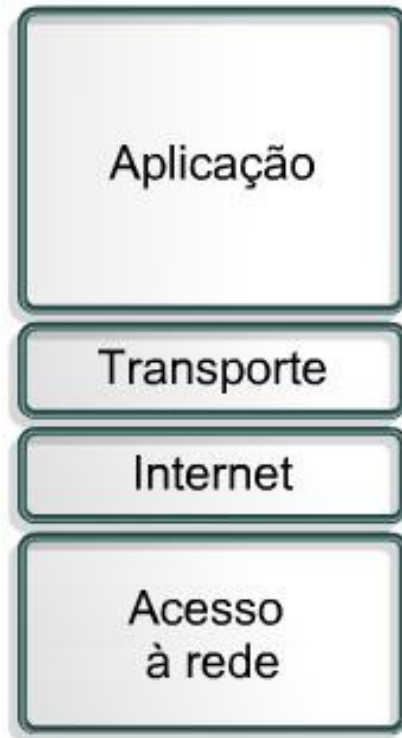 Aplicação
Transporte
Internet
Acesso
à rede